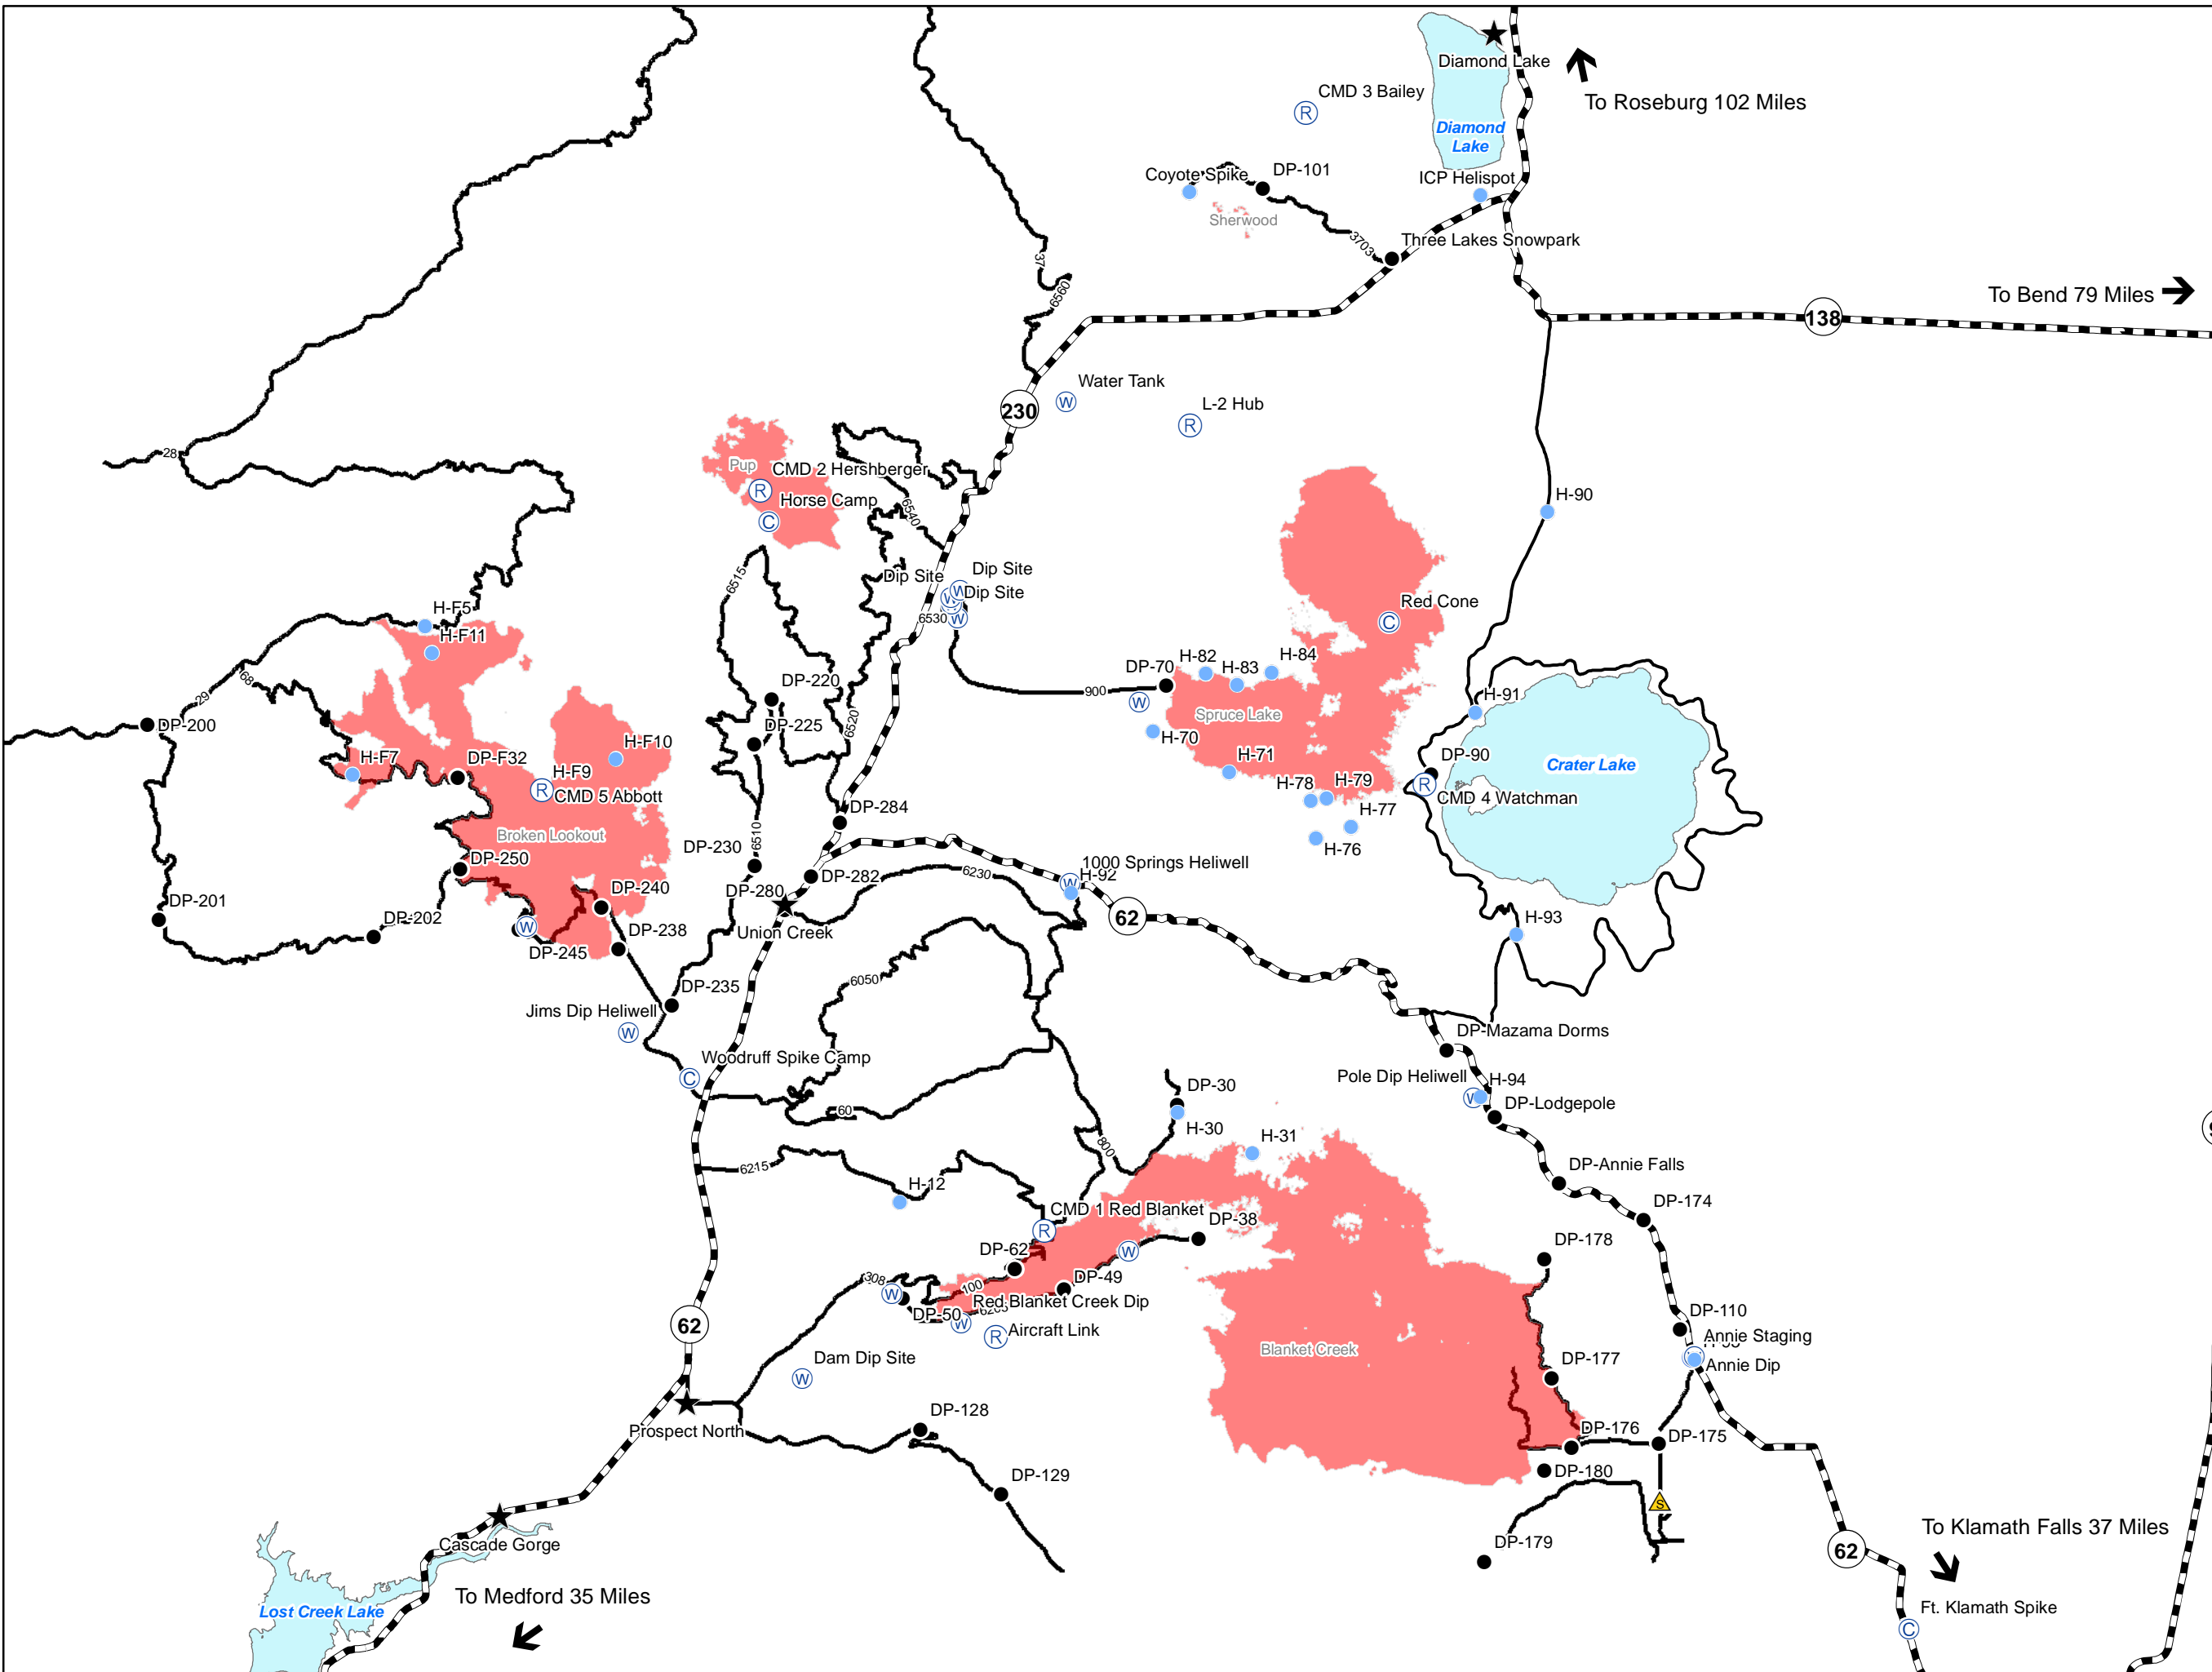 Diamond Lake
To Roseburg 102 Miles
CMD 3 Bailey
R
Diamond
Lake
Coyote Spike
DP-101
ICP Helispot
Sherwood
3703
Three Lakes Snowpark
37
6560
To Bend 79 Miles
138
Water Tank
W
230
L-2 Hub
R
28
Pup
CMD 2 Hershberger
R
Horse Camp
C
6540
H-90
Dip Site
Dip Site
Dip Site
W
W
W
6530
6515
Red Cone
C
H-F5
H-F11
68
29
DP-200
DP-70
H-82
H-83
H-84
900
W
Spruce Lake
H-70
H-71
H-78
H-79
H-77
H-76
H-91
DP-90
R
CMD 4 Watchman
Crater Lake
DP-220
DP-225
6520
H-F10
H-F7
DP-F32
H-F9
R
CMD 5 Abbott
Broken Lookout
DP-284
6510
DP-230
DP-250
DP-282
DP-280
Union Creek
6230
1000 Springs Heliwell
W
H-92
62
H-93
DP-201
DP-202
DP-240
W
DP-245
DP-238
DP-235
6050
Jims Dip Heliwell
W
Woodruff Spike Camp
C
60
DP-Mazama Dorms
Pole Dip Heliwell
W
H-94
DP-Lodgepole
DP-30
H-30
H-31
800
6215
H-12
DP-Annie Falls
DP-174
CMD 1 Red Blanket
R
DP-38
W
DP-62
DP-178
308
W
100
DP-49
Red Blanket Creek Dip
DP-50
W
R
Aircraft Link
62
Dam Dip Site
W
Blanket Creek
DP-110
Annie Staging
Annie Dip
DP-177
DP-176
DP-175
DP-180
S
DP-179
Prospect North
DP-128
DP-129
Cascade Gorge
To Medford 35 Miles
Lost Creek Lake
62
To Klamath Falls 37 Miles
Ft. Klamath Spike
C